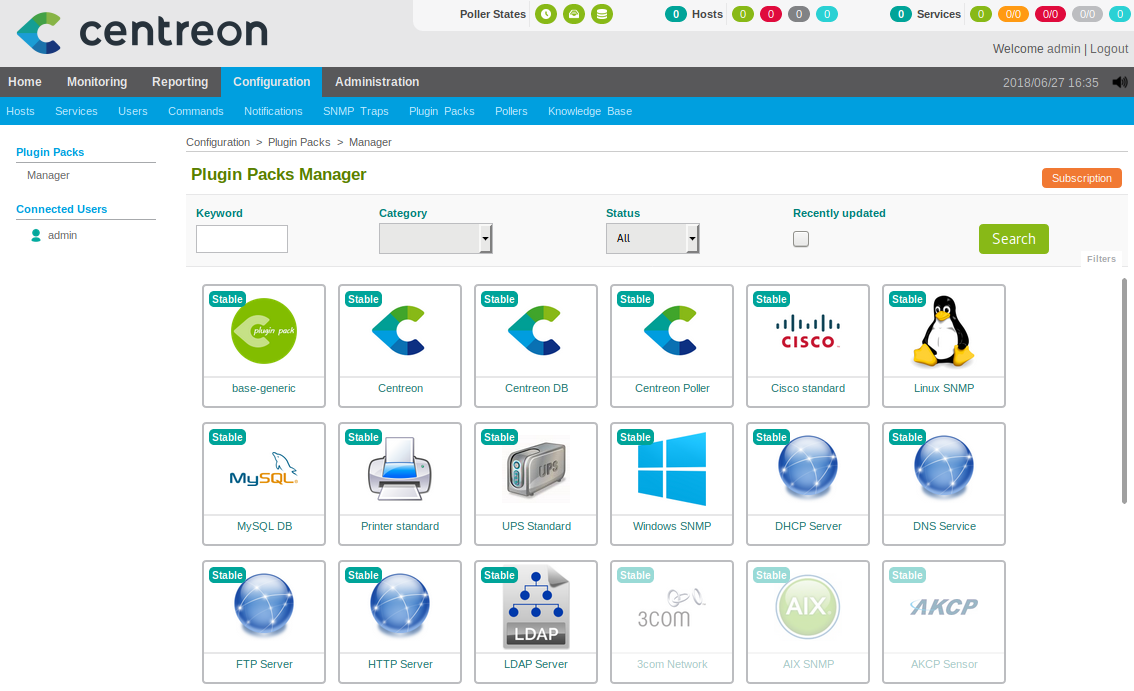 centreon
Poller States 0 Hosts 0 0 0 0 0 Services 0 0/0 0/0 0/0 0
Welcome admin | Logout
Home Monitoring Reporting Configuration Administration 2018/06/27 16:35
Hosts Services Users Commands Notifications SNMP Traps Plugin Packs Pollers Knowledge Base
Configuration > Plugin Packs > Manager
Plugin Packs
Manager
Connected Users
admin
Plugin Packs Manager
Subscription
Keyword Category Status Recently updated
All
Search
Filters
Stable Stable Stable Stable Stable Stable
plugin pack
CISCO
base-generic Centreon Centreon DB Centreon Poller Cisco standard Linux SNMP
Stable Stable Stable Stable Stable Stable
MySQL UPS
MySQL DB Printer standard UPS Standard Windows SNMP DHCP Server DNS Service
Stable Stable Stable Stable Stable Stable
3COM AIX AKCP
LDAP
FTP Server HTTP Server LDAP Server 3com Network AIX SNMP AKCP Sensor